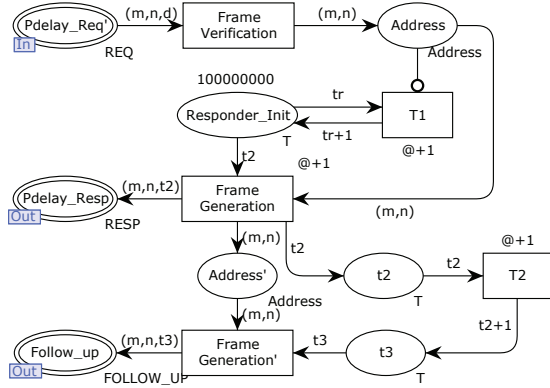 Pdelay_Req'
In
REQ
(m,n,d)
Frame
Verification
(m,n)
Address
Address
100000000
Responder_Init
T
tr
tr+1
T1
@+1
t2
@+1
Pdelay_Resp
Out
RESP
(m,n,t2)
Frame
Generation
(m,n)
(m,n)
t2
Address'
Address
t2
T
t2
@+1
T2
(m,n)
t2+1
Follow_up
Out
FOLLOW_UP
(m,n,t3)
Frame
Generation'
t3
t3
T